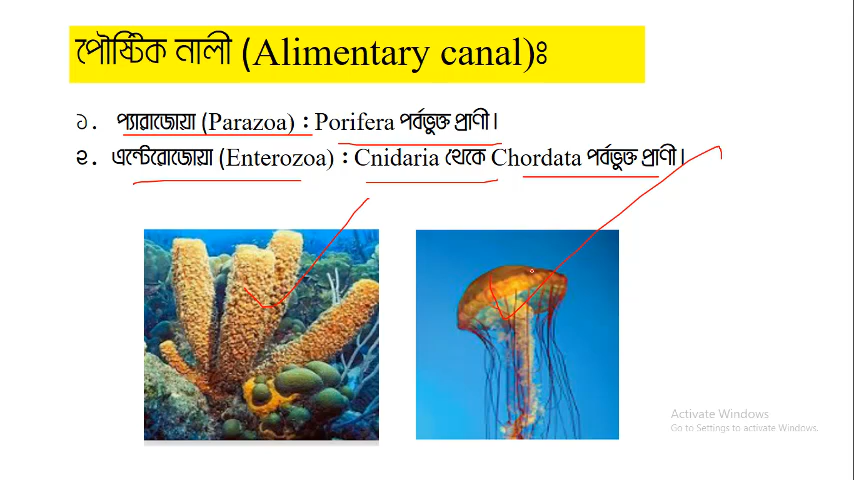 পৌষ্টিক নালী (Alimentary canal)ঃ
১. প্যারাজোয়া (Parazoa) : Porifera পর্বভুক্ত প্রাণী।
২. এন্টেরোজোয়া (Enterozoa) : Cnidaria থেকে Chordata পর্বভুক্ত প্রাণী।
Activate Windows
Go to Settings to activate Windows.